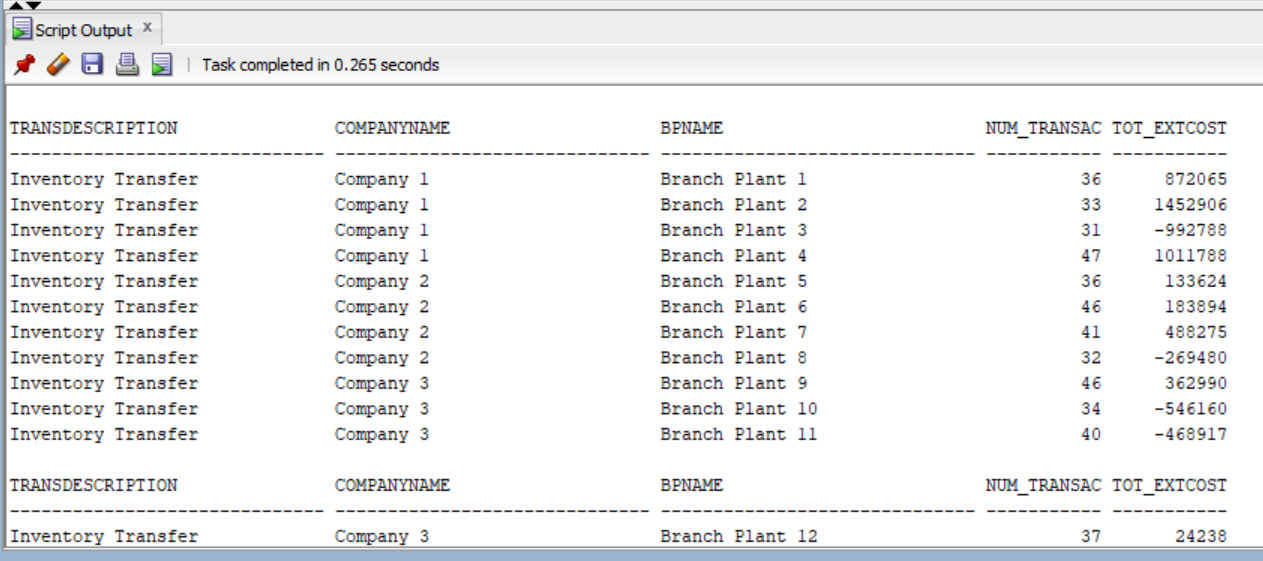 Script Output x
Task completed in 0.265 seconds
TRANSDESCRIPTION COMPANYNAME BPNAME NUM_TRANSAC TOT_EXTCOST
------------------------------ ------------------------------ ------------------------------ ----------- -----------
Inventory Transfer Company 1 Branch Plant 1 36 872065
Inventory Transfer Company 1 Branch Plant 2 33 1452906
Inventory Transfer Company 1 Branch Plant 3 31 -992788
Inventory Transfer Company 1 Branch Plant 4 47 1011788
Inventory Transfer Company 2 Branch Plant 5 36 133624
Inventory Transfer Company 2 Branch Plant 6 46 183894
Inventory Transfer Company 2 Branch Plant 7 41 488275
Inventory Transfer Company 2 Branch Plant 8 32 -269480
Inventory Transfer Company 3 Branch Plant 9 46 362990
Inventory Transfer Company 3 Branch Plant 10 34 -546160
Inventory Transfer Company 3 Branch Plant 11 40 -468917
TRANSDESCRIPTION COMPANYNAME BPNAME NUM_TRANSAC TOT_EXTCOST
------------------------------ ------------------------------ ------------------------------ ----------- -----------
Inventory Transfer Company 3 Branch Plant 12 37 24238